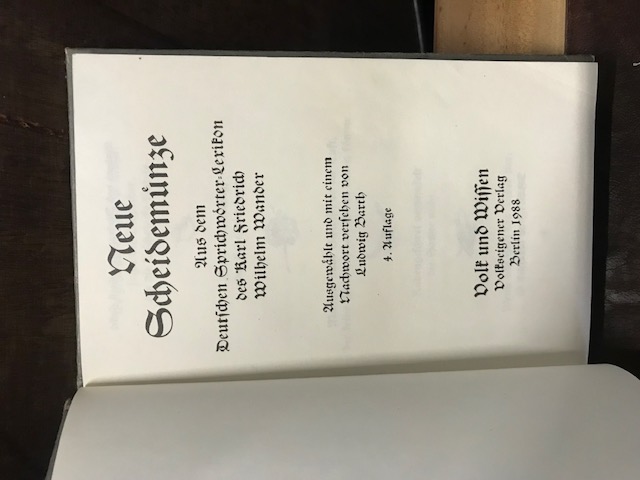 Neue
Scheidemünze
Aus dem
Deutschen Sprichwörter-Lexikon
des Karl Friedrich
Wilhelm Wander
Ausgewählt und mit einem
Nachwort versehen von
Ludwig Barth
4. Auflage
Volk und Wissen
Volkseigener Verlag
Berlin 1988